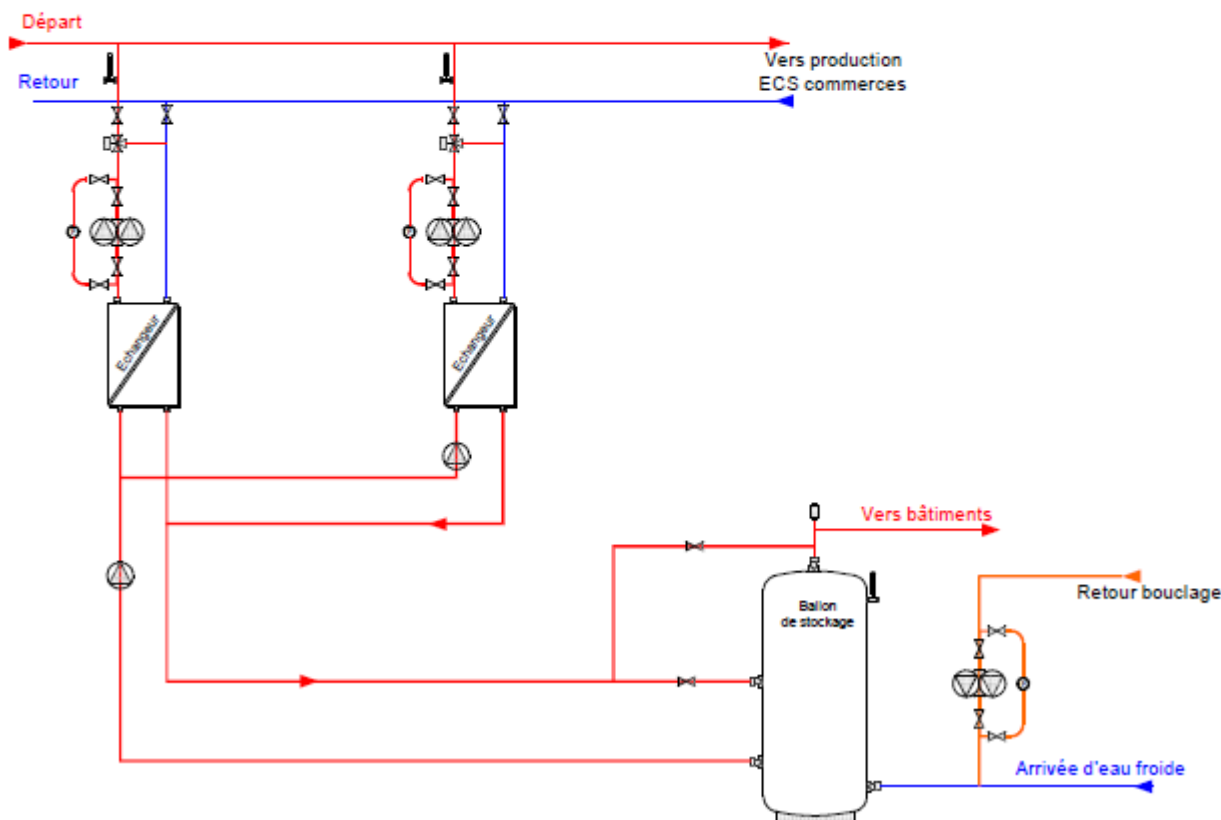 Départ
Vers production
ECS commerces
Retour
Echangeur
Echangeur
Vers bâtiments
Retour bouclage
Ballon
de stockage
Arrivée d'eau froide